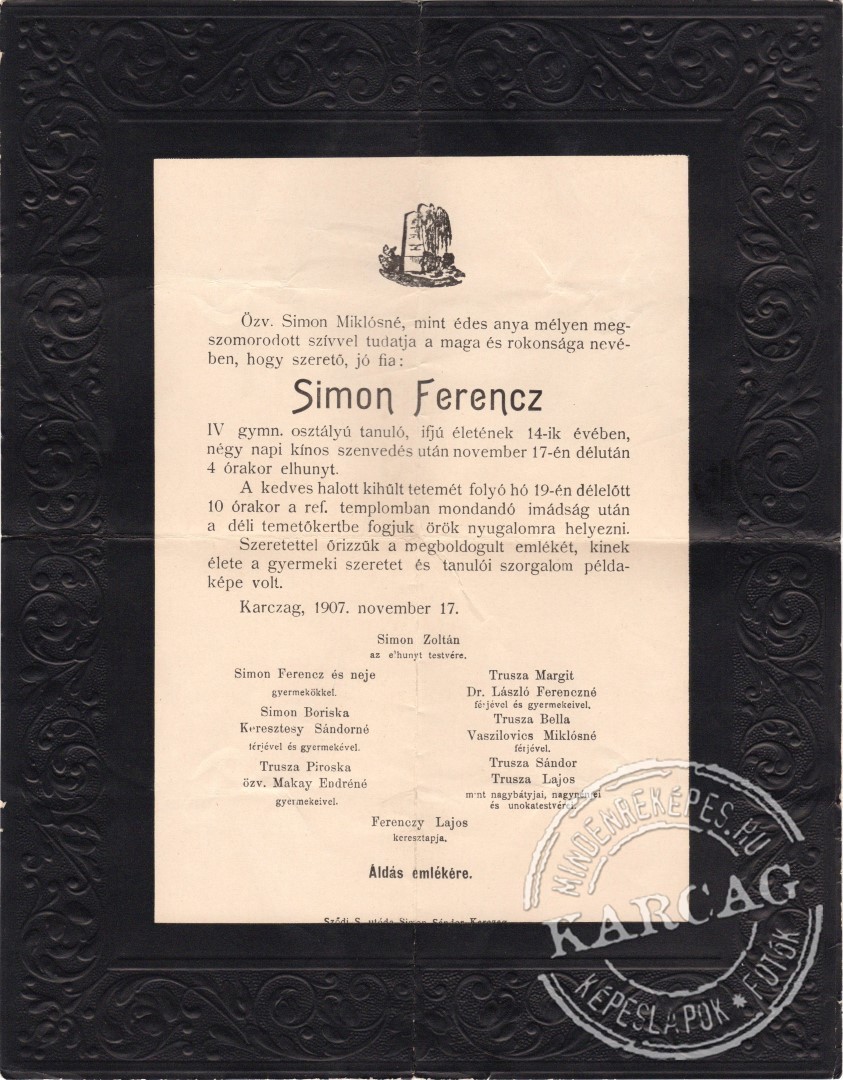 Özv. Simon Miklósné, mint édes anya mélyen meg-
szomorodott szívvel tudatja a maga és rokonsága nevé-
ben, hogy szerető, jó fia:
Simon Ferencz
IV gymn. osztályú tanuló, ifjú életének 14-ik évében,
négy napi kínos szenvedés után november 17-én délután
4 órakor elhunyt.
A kedves halott kihűlt tetemét folyó hó 19-én délelőtt
10 órakor a ref. templomban mondandó imádság után
a déli temetőkertbe fogjuk örök nyugalomra helyezni.
Szeretettel őrizzük a megboldogult emlékét, kinek
élete a gyermeki szeretet és tanulói szorgalom példa-
képe volt.
Karczag, 1907. november 17.
Simon Zoltán
az e'hunyt testvére.
Simon Ferencz és neje
gyermekökkel.
Simon Boriska
Keresztesy Sándorné
férjével és gyermekével.
Trusza Piroska
özv. Makay Endréné
gyermekeivel.
Trusza Margit
Dr. László Ferenczné
férjével és gyermekeivel.
Trusza Bella
Vaszilovics Miklósné
férjével.
Trusza Sándor
Trusza Lajos
mint nagybátyjai, nagynénjei
és unokatestvérei.
Ferenczy Lajos
keresztapja.
Áldás emlékére.
S. utóda Simon Sándor Karczag
MINDENREKÉPES.HU
KARCAG
KÉPESLAPOK * FOTÓK